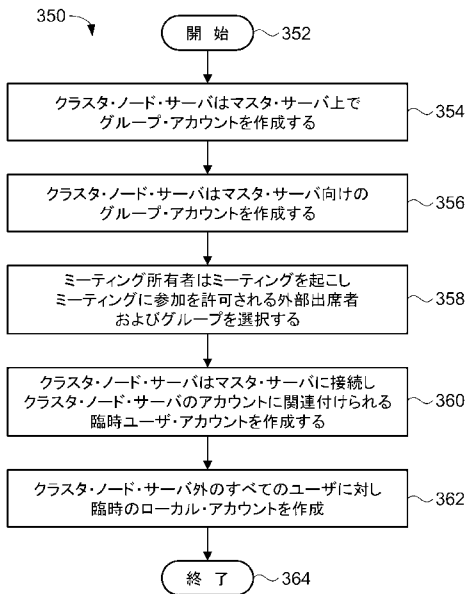 350
開始
352
クラスタ・ノード・サーバはマスタ・サーバ上で
グループ・アカウントを作成する
354
クラスタ・ノード・サーバはマスタ・サーバ向けの
グループ・アカウントを作成する
356
ミーティング所有者はミーティングを起こし
ミーティングに参加を許可される外部出席者
およびグループを選択する
358
クラスタ・ノード・サーバはマスタ・サーバに接続し
クラスタ・ノード・サーバのアカウントに関連付けられる
臨時ユーザ・アカウントを作成する
360
クラスタ・ノード・サーバ外のすべてのユーザに対し
臨時のローカル・アカウントを作成
362
終了
364